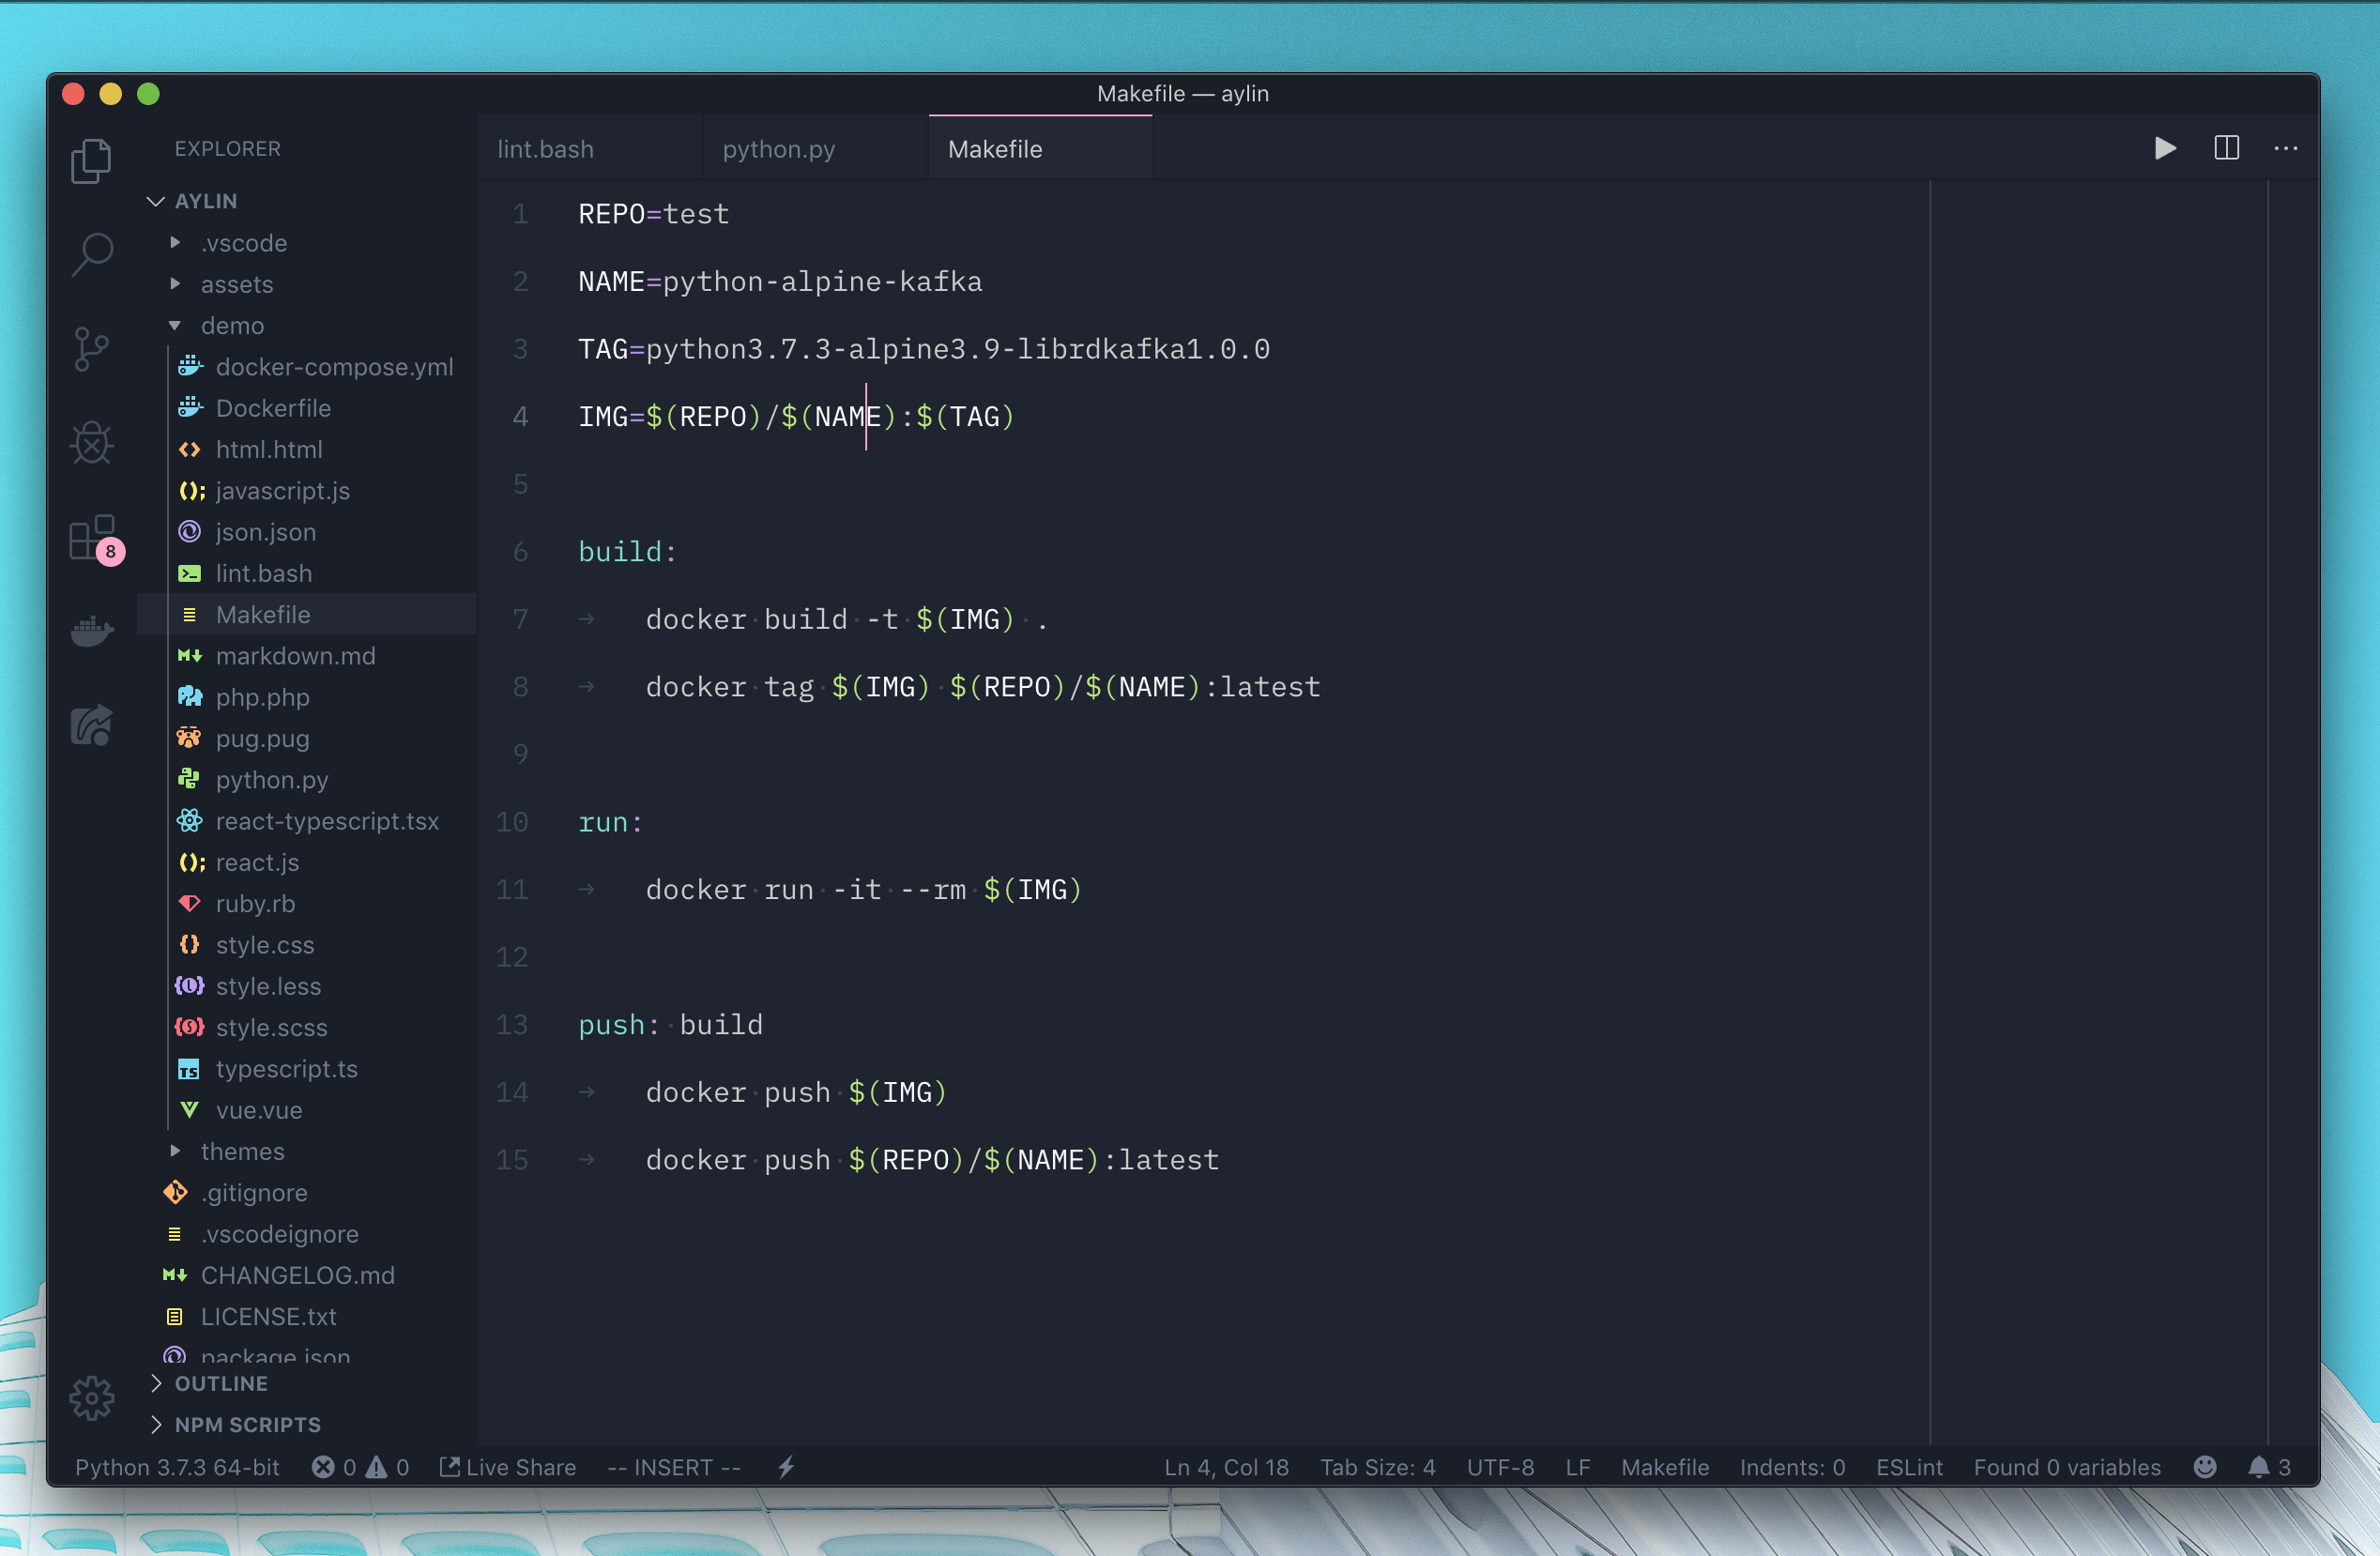 Makefile — aylin
EXPLORER
AYLIN
.vscode
assets
demo
docker-compose.yml
Dockerfile
html.html
javascript.js
json.json
lint.bash
Makefile
markdown.md
php.php
pug.pug
python.py
react-typescript.tsx
react.js
ruby.rb
style.css
style.less
style.scss
typescript.ts
vue.vue
themes
.gitignore
.vscodeignore
CHANGELOG.md
LICENSE.txt
package.json
OUTLINE
NPM SCRIPTS
8
lint.bash python.py Makefile
1 REPO=test
2 NAME=python-alpine-kafka
3 TAG=python3.7.3-alpine3.9-librdkafka1.0.0
4 IMG=$(REPO)/$(NAME):$(TAG)
5
6 build:
7 docker build -t $(IMG) .
8 docker tag $(IMG) $(REPO)/$(NAME):latest
9
10 run:
11 docker run -it --rm $(IMG)
12
13 push: build
14 docker push $(IMG)
15 docker push $(REPO)/$(NAME):latest
Python 3.7.3 64-bit 0 0 Live Share -- INSERT -- Ln 4, Col 18 Tab Size: 4 UTF-8 LF Makefile Indents: 0 ESLint Found 0 variables 3